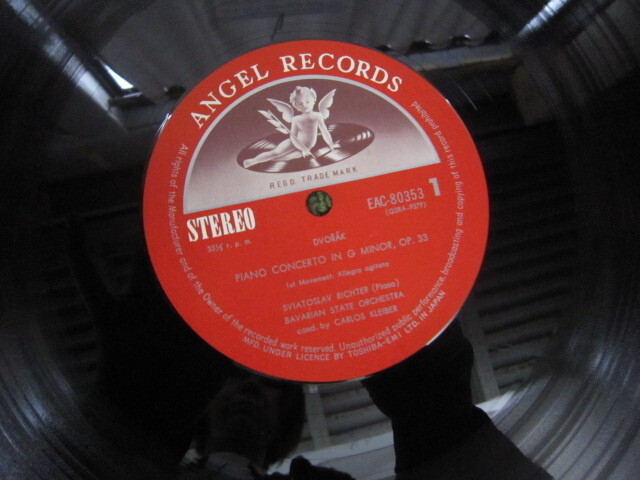 ANGEL RECORDS
REGD. TRADE MARK
STEREO
33⅓ r. p. m.
EAC-80353 1
DVOŘÁK
PIANO CONCERTO IN G MINOR, OP. 33
1st Movement: Allegro agitato
SVIATOSLAV RICHTER (Piano)
BAVARIAN STATE ORCHESTRA
cond. by CARLOS KLEIBER
All rights of the Manufacturer and of the Owner of the recorded work reserved. Unauthorized public performance, broadcasting and copying of this record prohibited
MFD. UNDER LICENCE BY TOSHIBA-EMI LTD. IN JAPAN